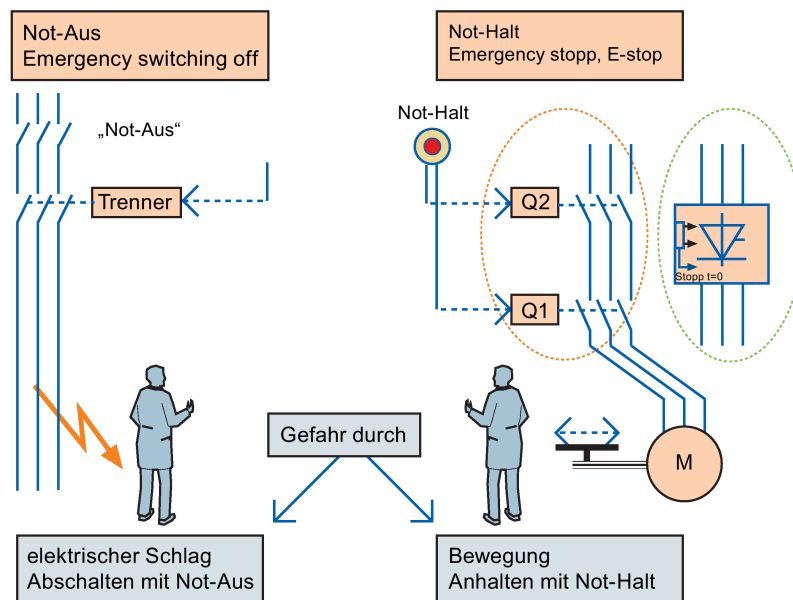 Not-Aus
Emergency switching off
Not-Halt
Emergency stopp, E-stop
„Not-Aus“
Not-Halt
Trenner
Q2
Stopp t=0
Q1
Gefahr durch
M
elektrischer Schlag
Abschalten mit Not-Aus
Bewegung
Anhalten mit Not-Halt